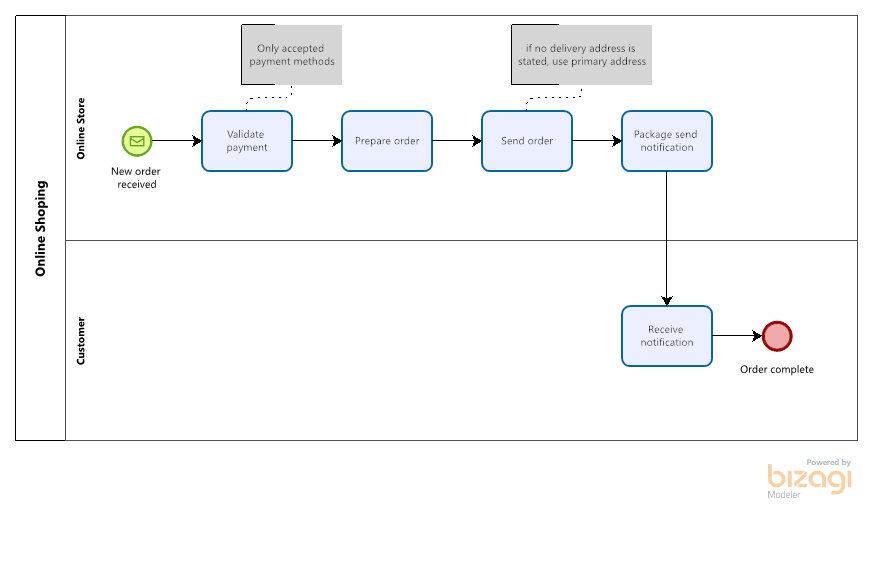 Online Shoping
Online Store
Only accepted
payment methods
if no delivery address is
stated, use primary address
New order
received
Validate
payment
Prepare order
Send order
Package send
notification
Customer
Receive
notification
Order complete
Powered by
bizagi
Modeler